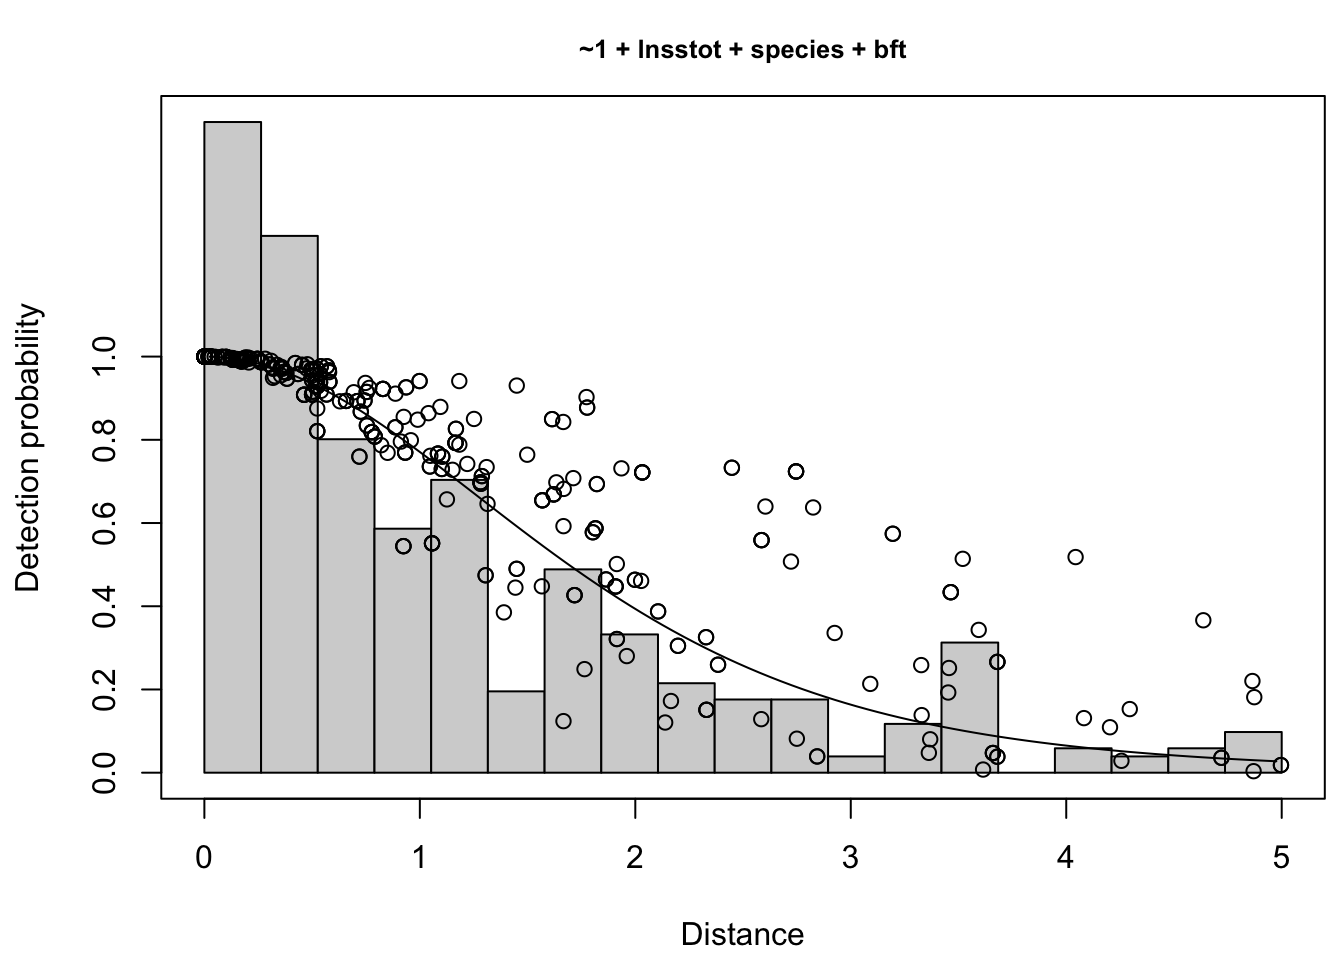 ~1 + lnsstot + species + bft
Detection probability
1.0
0.8
0.6
0.4
0.2
0.0
0 1 2 3 4 5
Distance